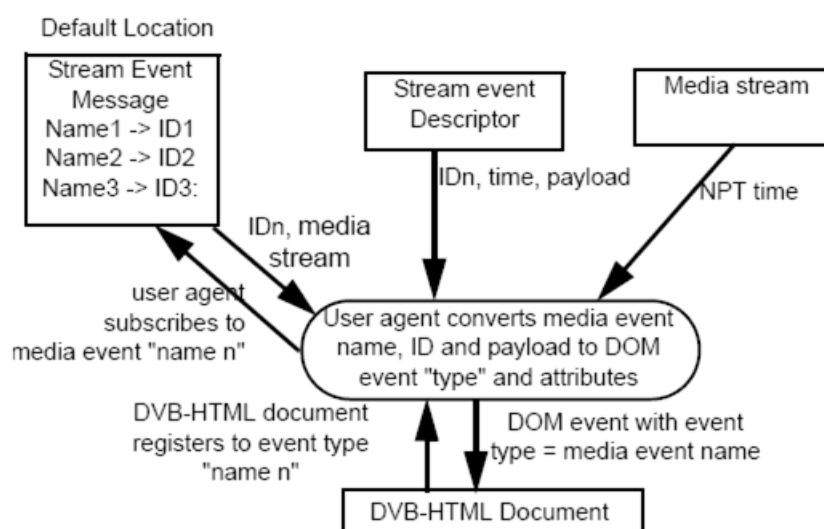 Default Location
Stream Event
Message
Name1 -> ID1
Name2 -> ID2
Name3 -> ID3:
Stream event
Descriptor
Media stream
IDn, time, payload
NPT time
IDn, media
stream
user agent
subscribes to
media event "name n"
User agent converts media event
name, ID and payload to DOM
event "type" and attributes
DVB-HTML document
registers to event type
"name n"
DOM event with event
type = media event name
DVB-HTML Document